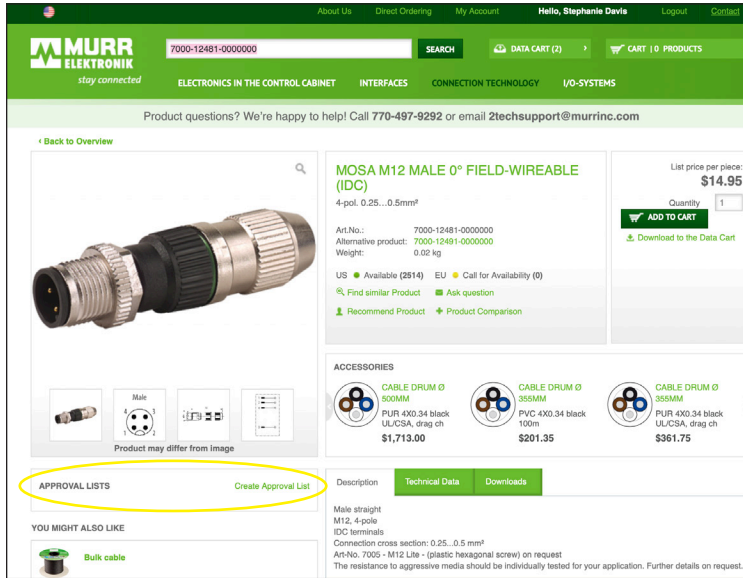 About Us Direct Ordering My Account Hello, Stephanie Davis Logout Contact
MURR
ELEKTRONIK
stay connected
7000-12481-0000000 SEARCH DATA CART (2) > CART | 0 PRODUCTS
ELECTRONICS IN THE CONTROL CABINET INTERFACES CONNECTION TECHNOLOGY I/O-SYSTEMS
Product questions? We're happy to help! Call 770-497-9292 or email 2techsupport@murrinc.com
‹ Back to Overview
MOSA M12 MALE 0° FIELD-WIREABLE
(IDC)
4-pol. 0.25...0.5mm²
Art.No.: 7000-12481-0000000
Alternative product: 7000-12491-0000000
Weight: 0.02 kg
US Available (2514) EU Call for Availability (0)
Find similar Product Ask question
Recommend Product Product Comparison
List price per piece:
$14.95
Quantity 1
ADD TO CART
Download to the Data Cart
Male
4 3
1 2
Product may differ from image
ACCESSORIES
CABLE DRUM Ø
500MM
PUR 4X0.34 black
UL/CSA, drag ch
$1,713.00
CABLE DRUM Ø
355MM
PVC 4X0.34 black
100m
$201.35
CABLE DRUM Ø
355MM
PUR 4X0.34 black
UL/CSA, drag ch
$361.75
APPROVAL LISTS Create Approval List
YOU MIGHT ALSO LIKE
Bulk cable
Description Technical Data Downloads
Male straight
M12, 4-pole
IDC terminals
Connection cross section: 0.25...0.5 mm²
Art-No. 7005 - M12 Lite - (plastic hexagonal screw) on request
The resistance to aggressive media should be individually tested for your application. Further details on request.